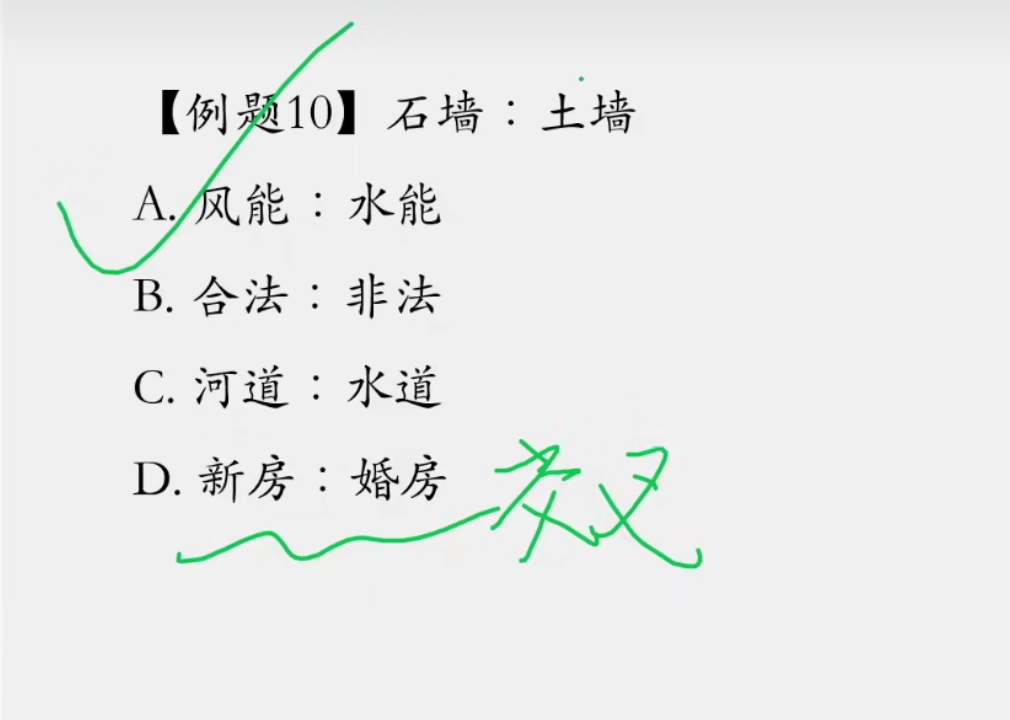 【例题10】石墙：土墙
A. 风能：水能
B. 合法：非法
C. 河道：水道
D. 新房：婚房
交叉